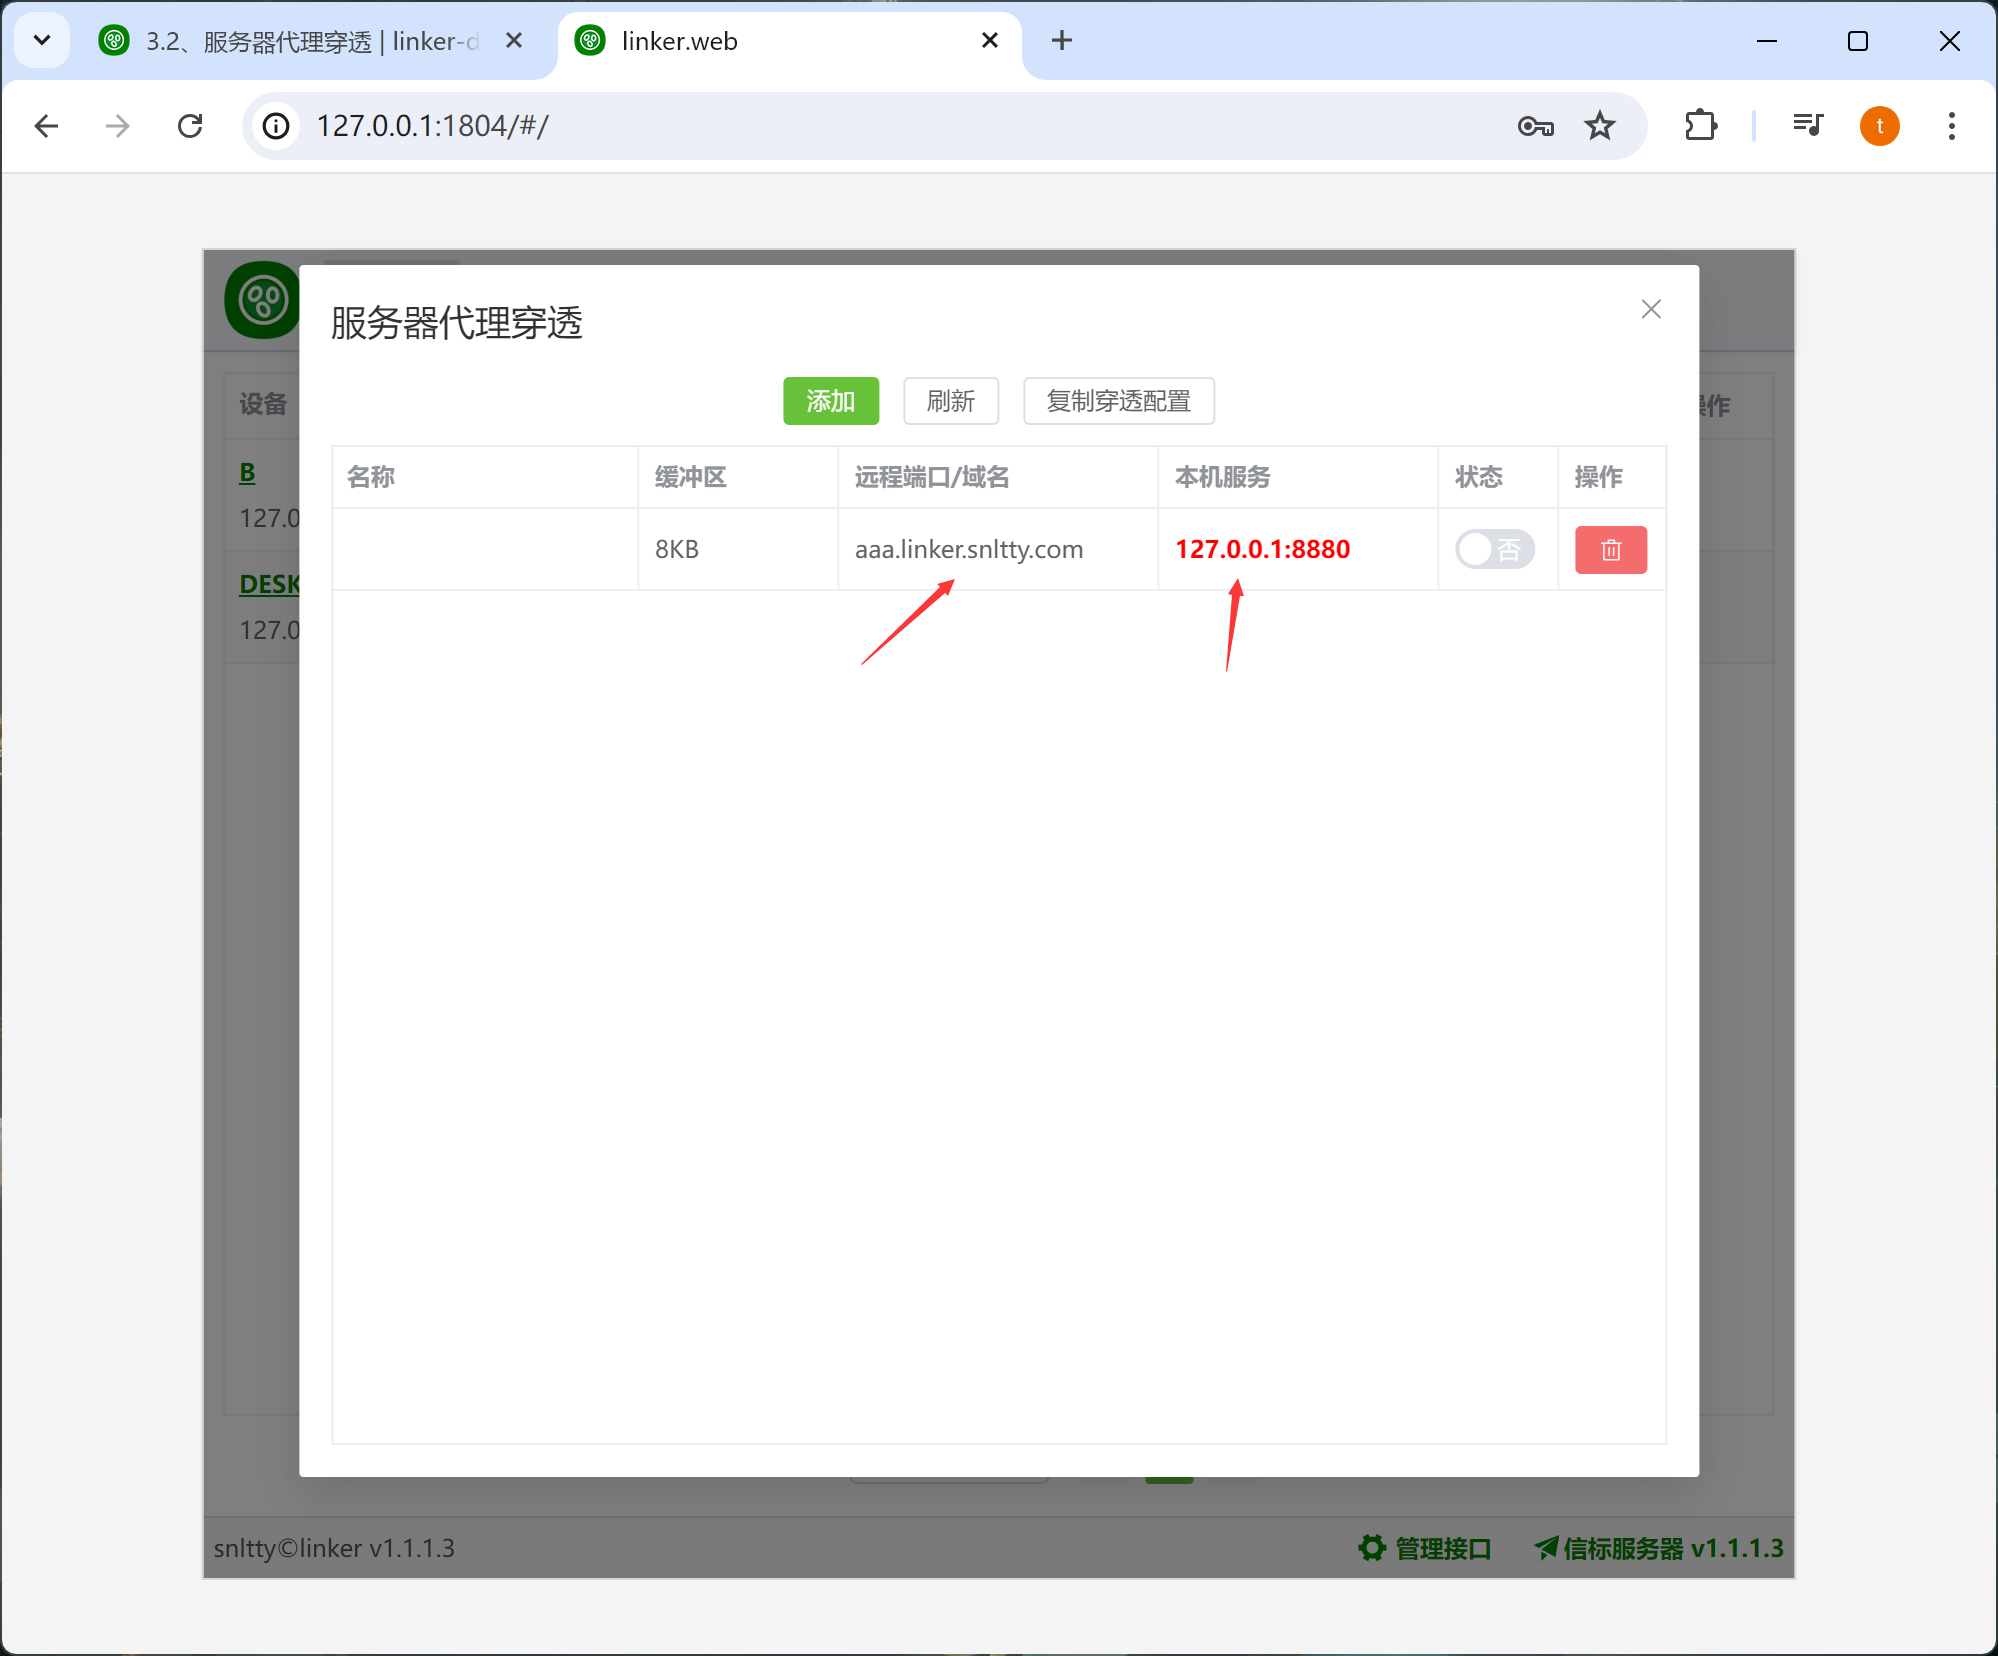 3.2、服务器代理穿透 | linker-d
linker.web
127.0.0.1:1804/#/
t
服务器代理穿透
添加
刷新
复制穿透配置
设备
操作
名称
缓冲区
远程端口/域名
本机服务
状态
操作
B
127.0
8KB
aaa.linker.snltty.com
127.0.0.1:8880
否
DESK
127.0
snltty©linker v1.1.1.3
管理接口
信标服务器 v1.1.1.3